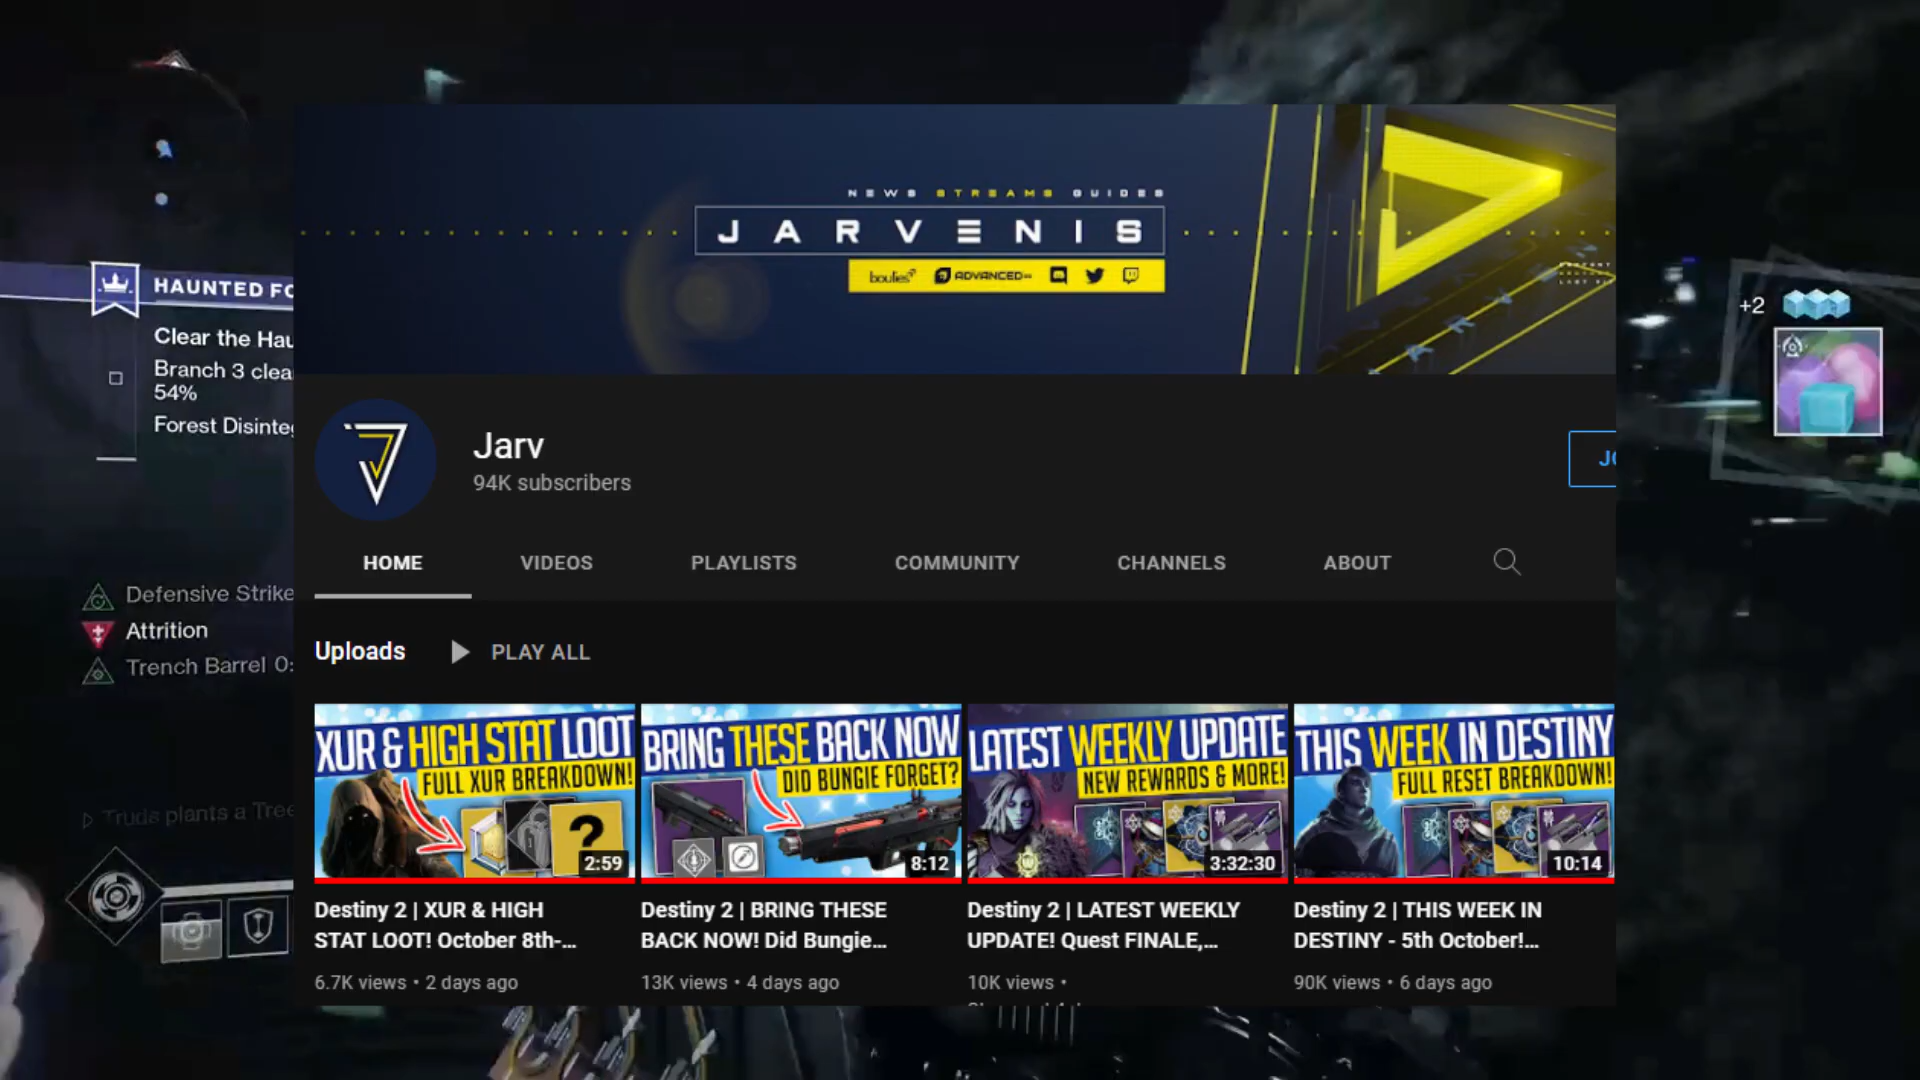 NEWS STREAMS GUIDES
JARVENIS
boulies ADVANCED
HAUNTED FO
Clear the Hau
Branch 3 clea
54%
Forest Disinteg
+2
Jarv
94K subscribers
JO
HOME VIDEOS PLAYLISTS COMMUNITY CHANNELS ABOUT
Defensive Strike
Attrition
Trench Barrel 0:
Uploads PLAY ALL
XUR & HIGH STAT LOOT
FULL XUR BREAKDOWN!
2:59
BRING THESE BACK NOW
DID BUNGIE FORGET?
8:12
LATEST WEEKLY UPDATE
NEW REWARDS & MORE!
3:32:30
THIS WEEK IN DESTINY
FULL RESET BREAKDOWN!
10:14
plants a Tree
Destiny 2 | XUR & HIGH
STAT LOOT! October 8th-...
6.7K views • 2 days ago
Destiny 2 | BRING THESE
BACK NOW! Did Bungie...
13K views • 4 days ago
Destiny 2 | LATEST WEEKLY
UPDATE! Quest FINALE,...
10K views •
Destiny 2 | THIS WEEK IN
DESTINY - 5th October!...
90K views • 6 days ago